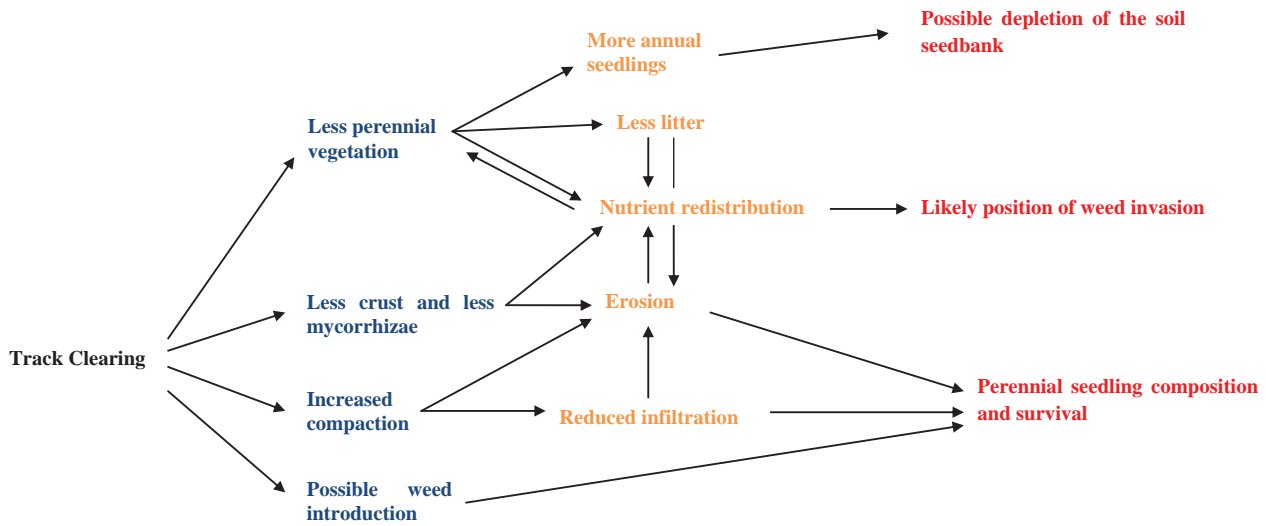 Track Clearing
Less perennial
vegetation
Less crust and less
mycorrhizae
Increased
compaction
Possible weed
introduction
More annual
seedlings
Less litter
Nutrient redistribution
Erosion
Reduced infiltration
Possible depletion of the soil
seedbank
Likely position of weed invasion
Perennial seedling composition
and survival